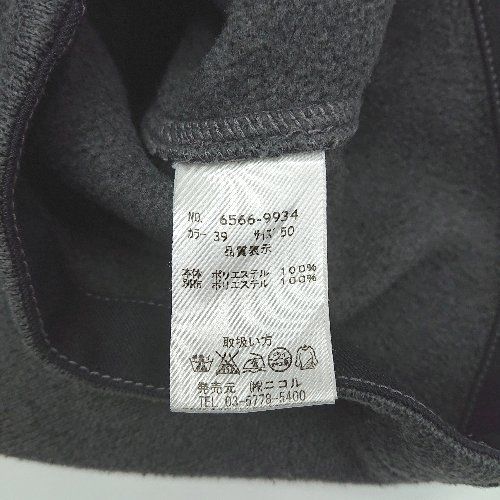 NO. 6566-9934
カラー 39 サイズ 50
品質表示
本体 ポリエステル 100%
別布 ポリエステル 100%
取扱い方
発売元 ㈱ニコル
TEL 03-5778-5400